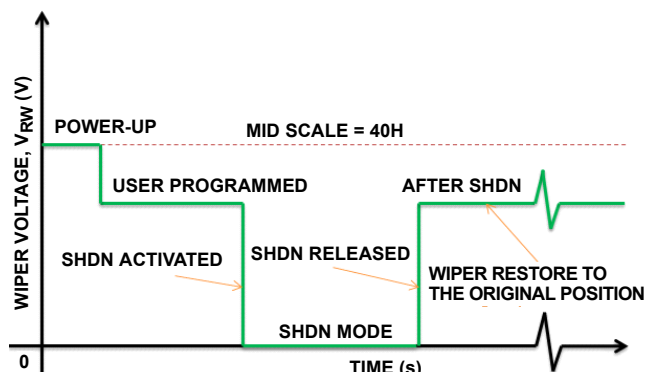 WIPER VOLTAGE, VRW (V)
POWER-UP
MID SCALE = 40H
USER PROGRAMMED
AFTER SHDN
SHDN ACTIVATED
SHDN RELEASED
WIPER RESTORE TO
THE ORIGINAL POSITION
SHDN MODE
0
TIME (s)